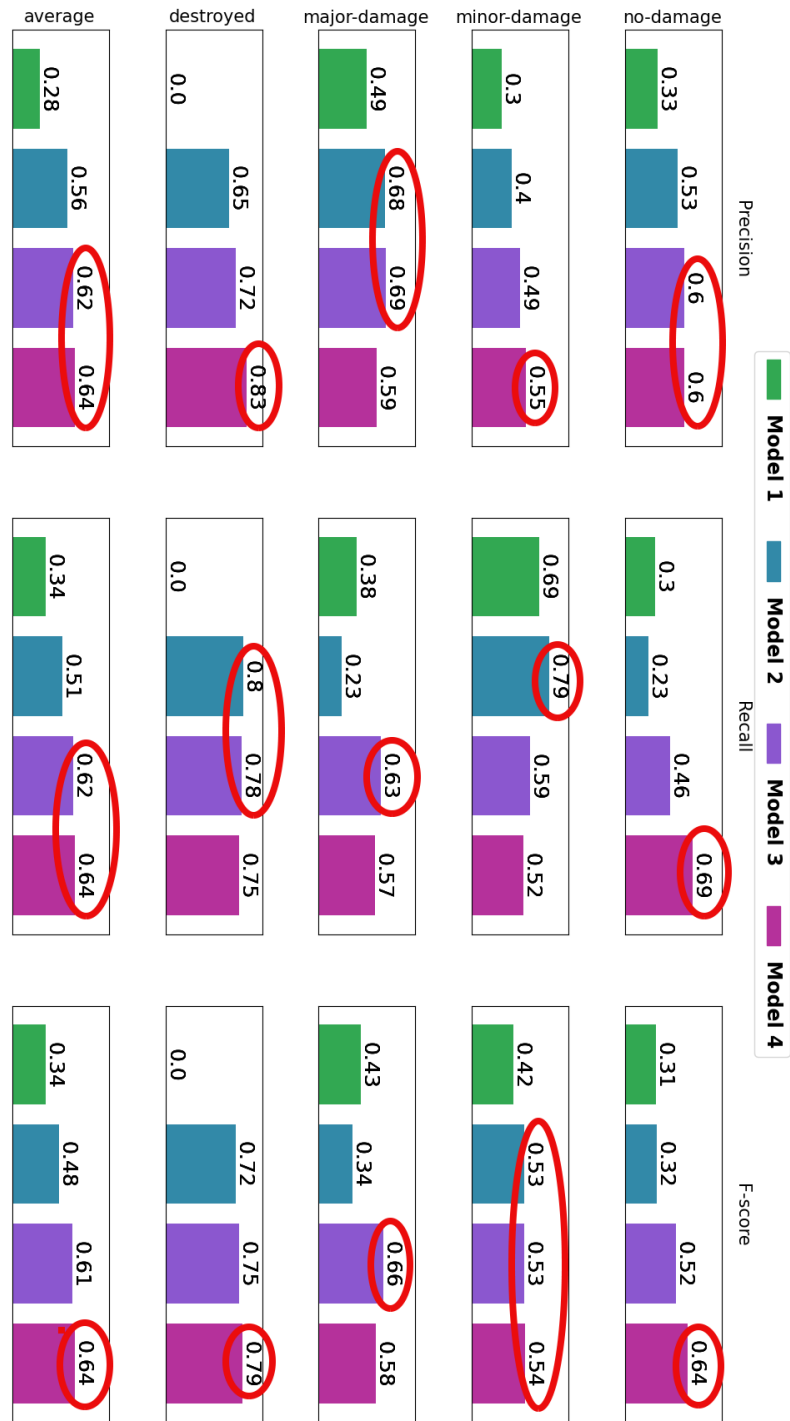 Model 1 Model 2 Model 3 Model 4
Precision Recall F-score
no-damage
0.33 0.53 0.6 0.6
0.3 0.23 0.46 0.69
0.31 0.32 0.52 0.64
minor-damage
0.3 0.4 0.49 0.55
0.69 0.79 0.59 0.52
0.42 0.53 0.53 0.54
major-damage
0.49 0.68 0.69 0.59
0.38 0.23 0.63 0.57
0.43 0.34 0.66 0.58
destroyed
0.0 0.65 0.72 0.83
0.0 0.8 0.78 0.75
0.0 0.72 0.75 0.79
average
0.28 0.56 0.62 0.64
0.34 0.51 0.62 0.64
0.34 0.48 0.61 0.64